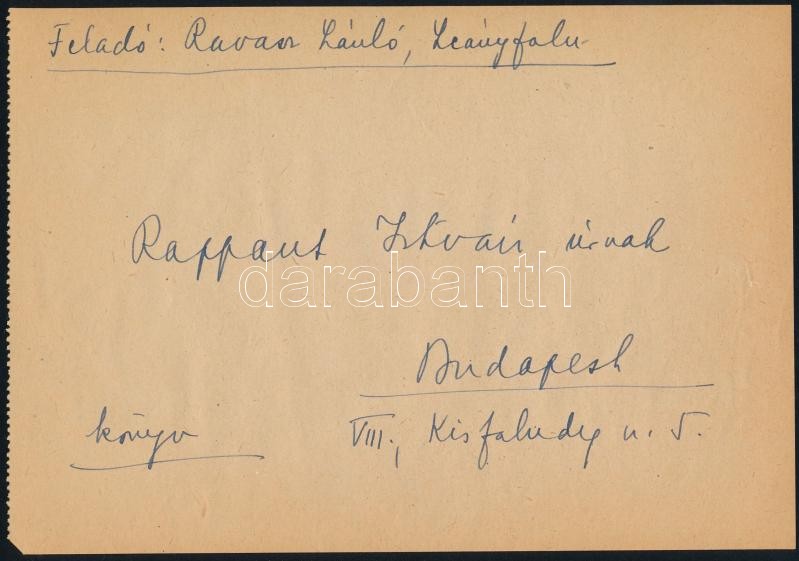 Feladó: Ravasz László, Leányfalu
Rappant István úrnak
darabanth
Budapest
könyv
VIII., Kisfaludy u. 5.